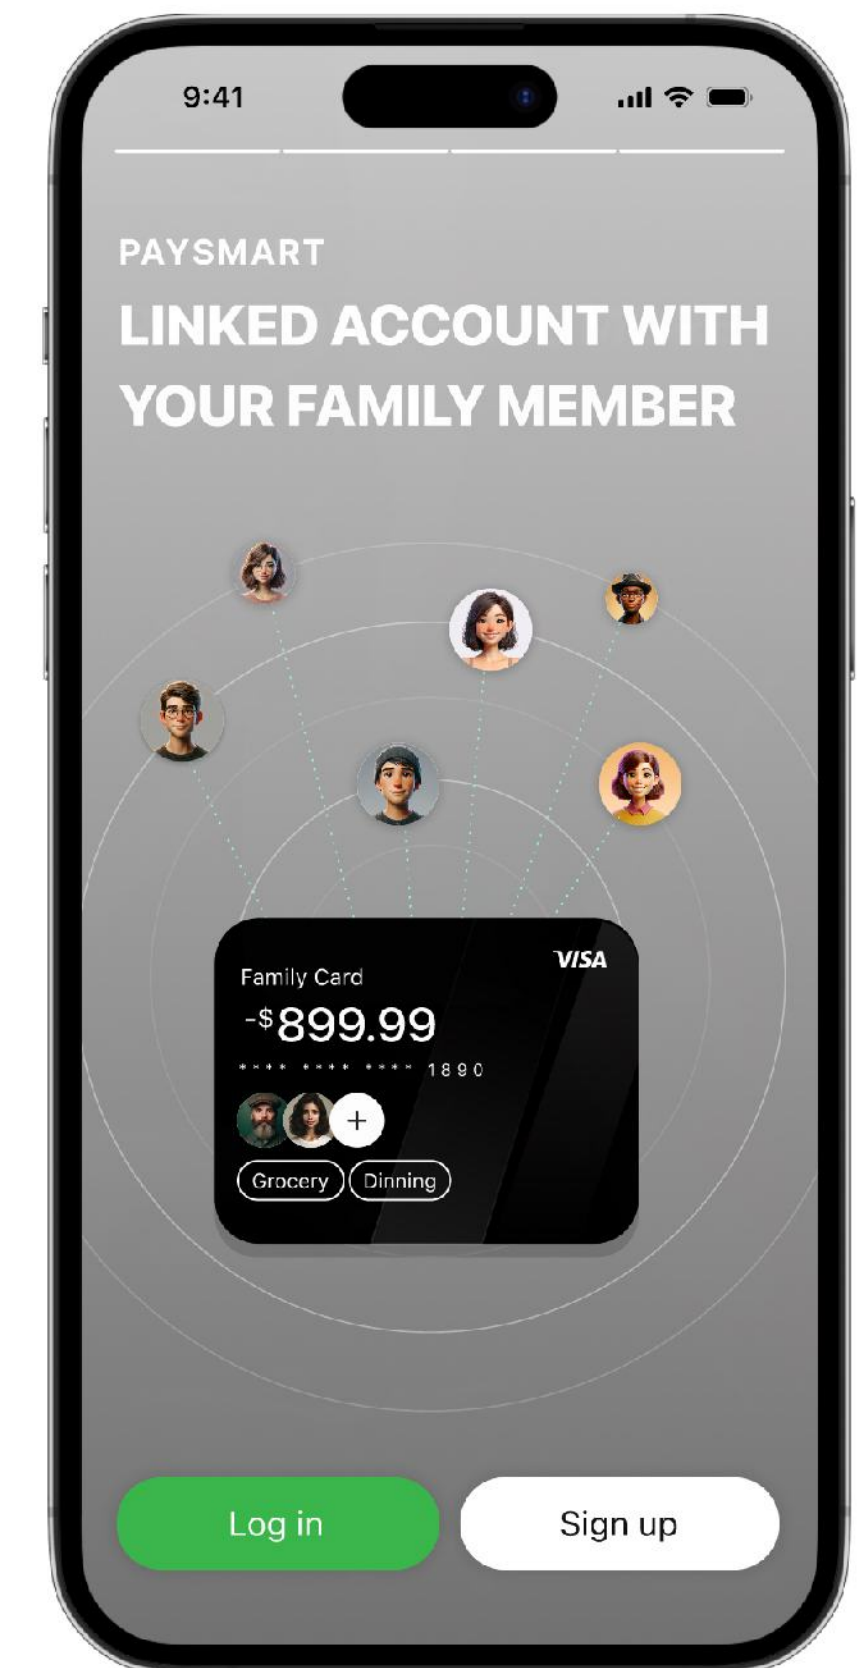 9:41
PAYSMART
LINKED ACCOUNT WITH
YOUR FAMILY MEMBER
VISA
Family Card
-$899.99
**** **** **** 1890
+
Grocery Dinning
Log in Sign up